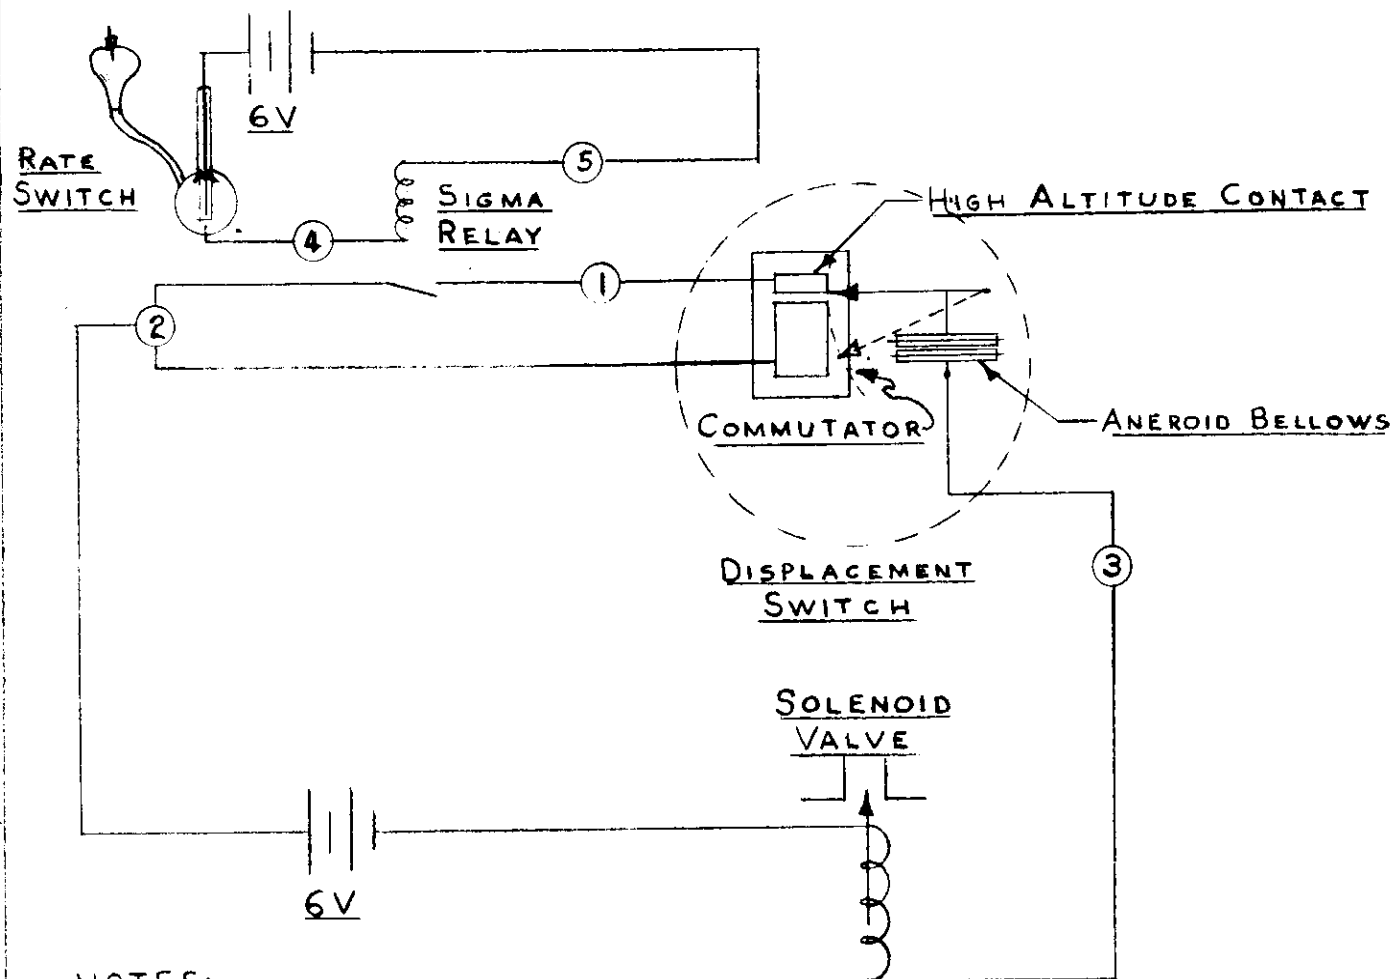 6V
RATE
SWITCH
5
SIGMA
RELAY
4
HIGH ALTITUDE CONTACT
1
2
COMMUTATOR
ANEROID BELLOWS
DISPLACEMENT
SWITCH
3
SOLENOID
VALVE
6V
NOTES: